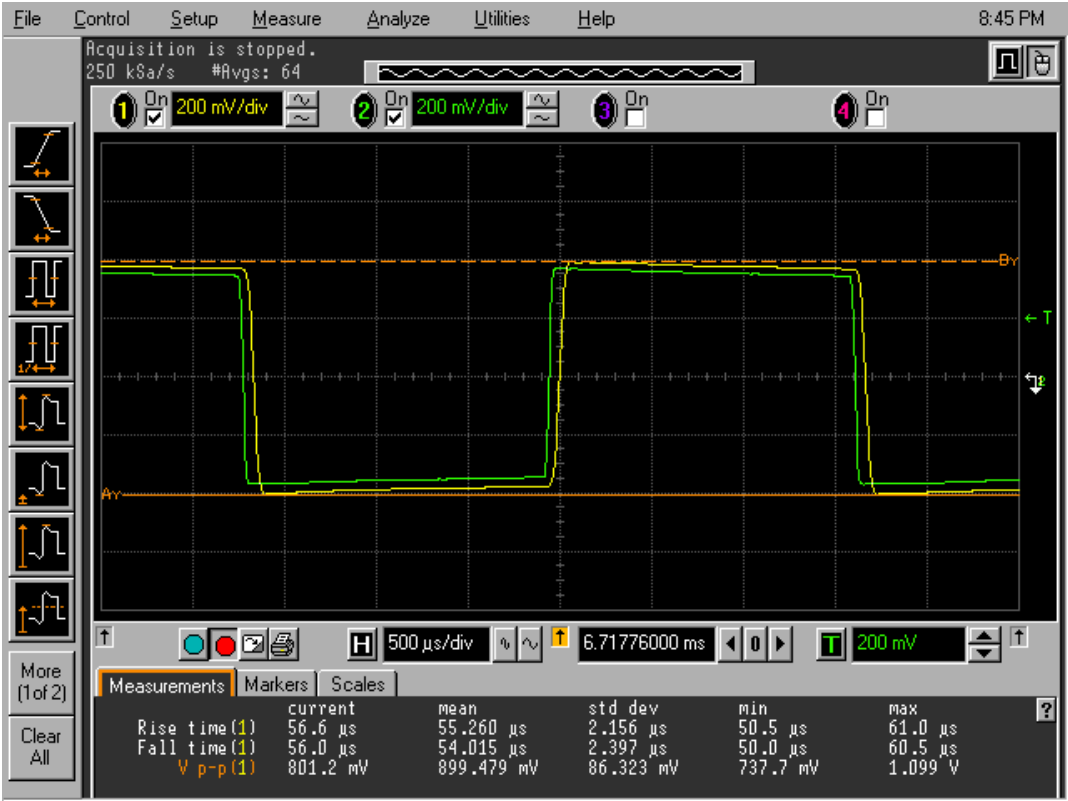 File Control Setup Measure Analyze Utilities Help 8:45 PM
Acquisition is stopped.
250 kSa/s #Avgs: 64
1 On 200 mV/div 2 On 200 mV/div 3 On 4 On
By
T
2
Ay
H 500 µs/div 6.71776000 ms 0 T 200 mV
More
(1 of 2)
Clear
All
Measurements Markers Scales
current mean std dev min max ?
Rise time(1) 56.6 µs 55.260 µs 2.156 µs 50.5 µs 61.0 µs
Fall time(1) 56.0 µs 54.015 µs 2.397 µs 50.0 µs 60.5 µs
V p-p(1) 801.2 mV 899.479 mV 86.323 mV 737.7 mV 1.099 V